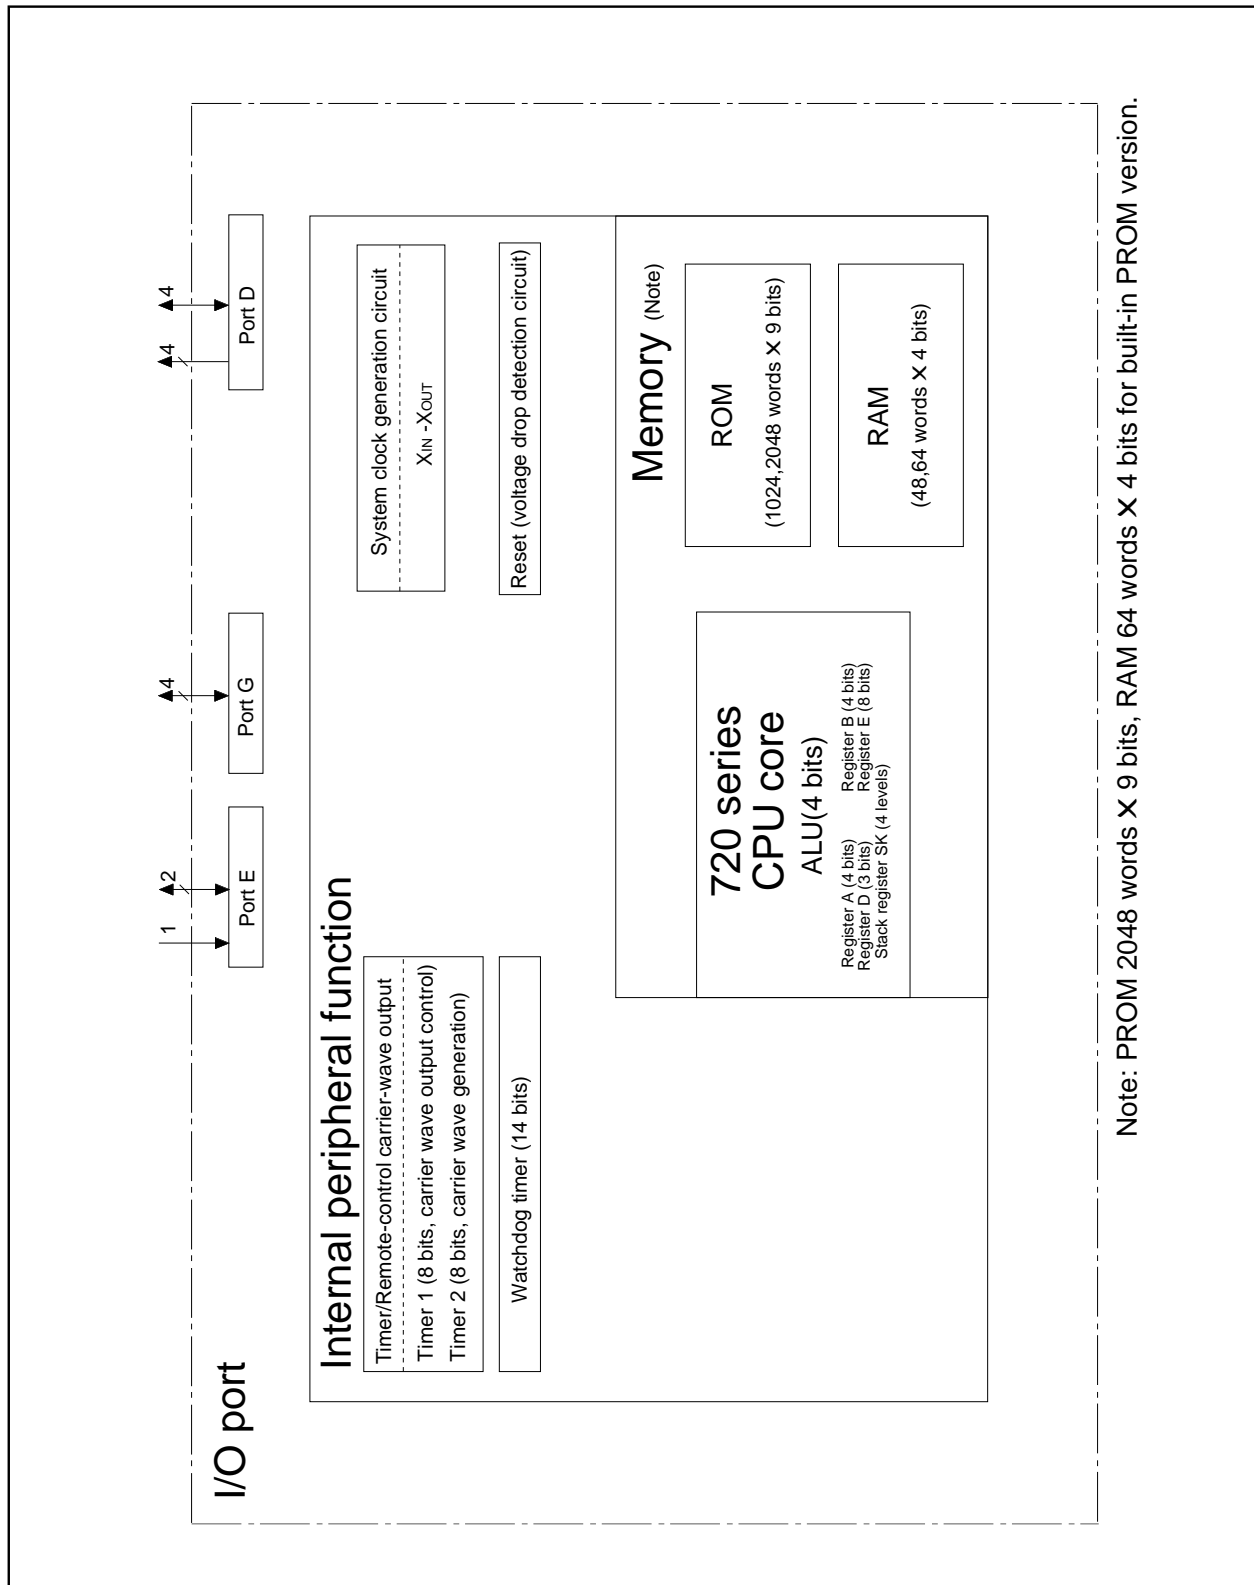 I/O port
1
2
4
4
4
Port E
Port G
Port D
Internal peripheral function
Timer/Remote-control carrier-wave output
Timer 1 (8 bits, carrier wave output control)
Timer 2 (8 bits, carrier wave generation)
Watchdog timer (14 bits)
System clock generation circuit
XIN -XOUT
Reset (voltage drop detection circuit)
720 series
CPU core
ALU(4 bits)
Register A (4 bits) Register B (4 bits)
Register D (3 bits) Register E (8 bits)
Stack register SK (4 levels)
Memory (Note)
ROM
(1024,2048 words X 9 bits)
RAM
(48,64 words X 4 bits)
Note: PROM 2048 words X 9 bits, RAM 64 words X 4 bits for built-in PROM version.